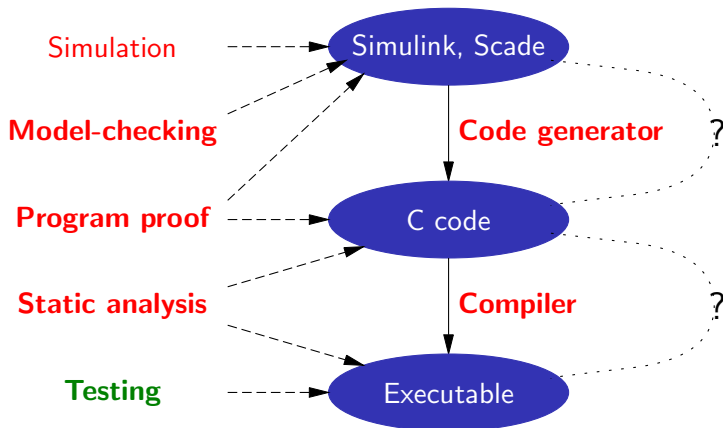 Simulation
Simulink, Scade
Model-checking
Code generator
?
Program proof
C code
Static analysis
Compiler
?
Testing
Executable